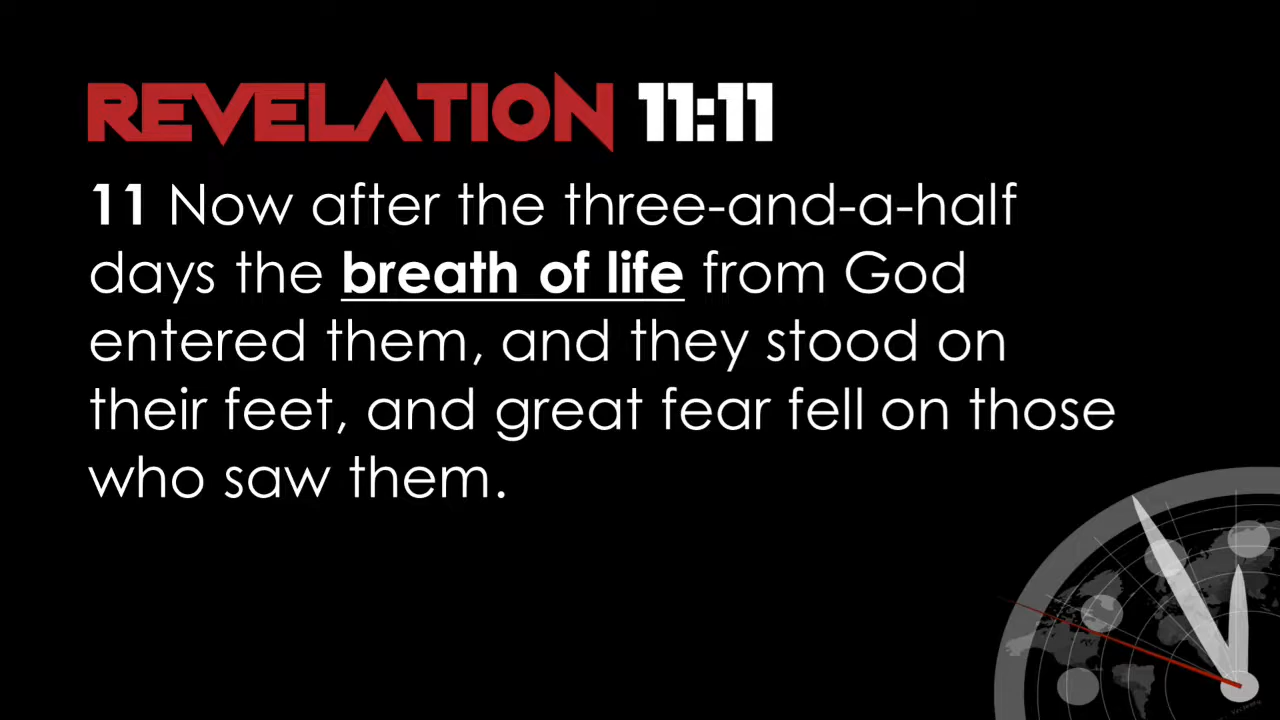 REVELATION 11:11
11 Now after the three-and-a-half
days the breath of life from God
entered them, and they stood on
their feet, and great fear fell on those
who saw them.